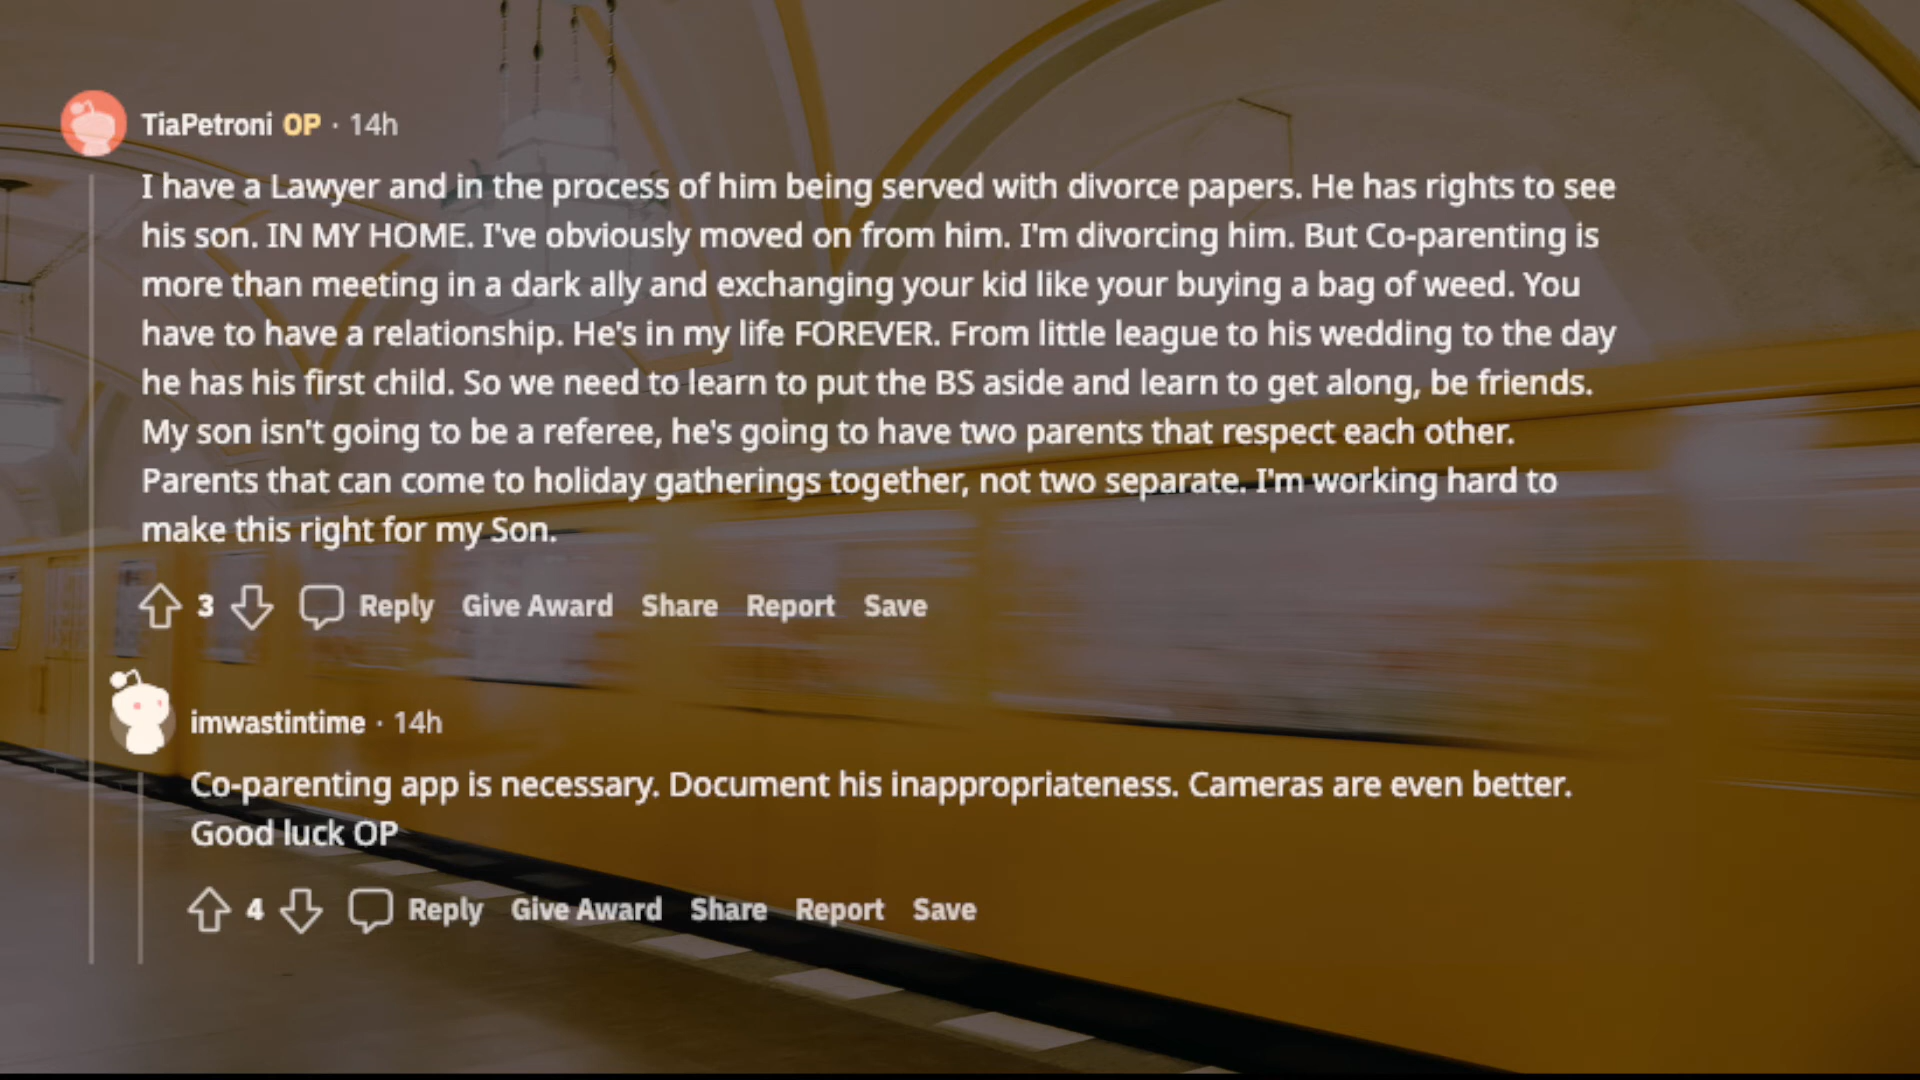 TiaPetroni OP · 14h
I have a Lawyer and in the process of him being served with divorce papers. He has rights to see
his son. IN MY HOME. I've obviously moved on from him. I'm divorcing him. But Co-parenting is
more than meeting in a dark ally and exchanging your kid like your buying a bag of weed. You
have to have a relationship. He's in my life FOREVER. From little league to his wedding to the day
he has his first child. So we need to learn to put the BS aside and learn to get along, be friends.
My son isn't going to be a referee, he's going to have two parents that respect each other.
Parents that can come to holiday gatherings together, not two separate. I'm working hard to
make this right for my Son.
3 Reply Give Award Share Report Save
imwastintime · 14h
Co-parenting app is necessary. Document his inappropriateness. Cameras are even better.
Good luck OP
4 Reply Give Award Share Report Save